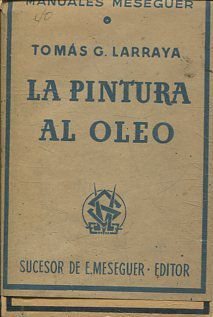 MANUALES MESEGUER
TOMÁS G. LARRAYA
LA PINTURA
AL OLEO
SUCESOR DE E. MESEGUER · EDITOR